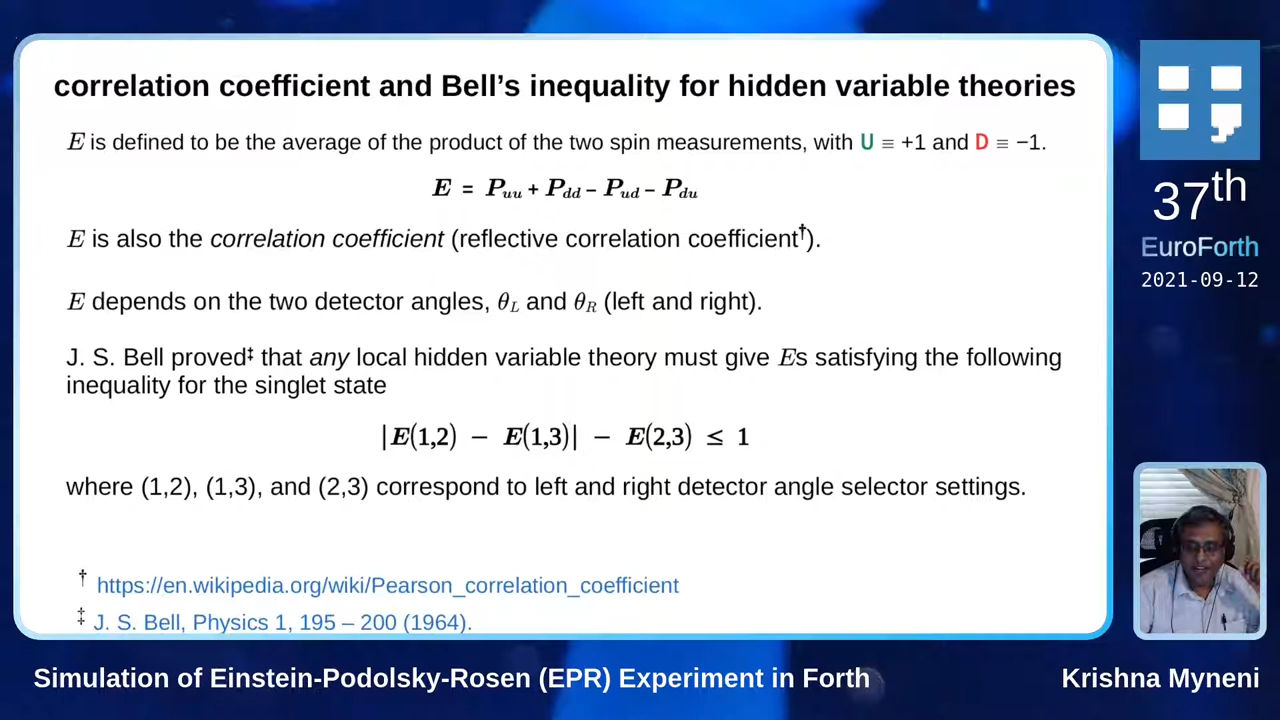 correlation coefficient and Bell’s inequality for hidden variable theories
E is defined to be the average of the product of the two spin measurements, with U ≡ +1 and D ≡ −1.
E = Puu + Pdd – Pud – Pdu
E is also the correlation coefficient (reflective correlation coefficient†).
E depends on the two detector angles, θL and θR (left and right).
J. S. Bell proved‡ that any local hidden variable theory must give Es satisfying the following
inequality for the singlet state
|E(1,2) − E(1,3)| − E(2,3) ≤ 1
where (1,2), (1,3), and (2,3) correspond to left and right detector angle selector settings.
† https://en.wikipedia.org/wiki/Pearson_correlation_coefficient
‡ J. S. Bell, Physics 1, 195 – 200 (1964).
37th
EuroForth
2021-09-12
Simulation of Einstein-Podolsky-Rosen (EPR) Experiment in Forth
Krishna Myneni